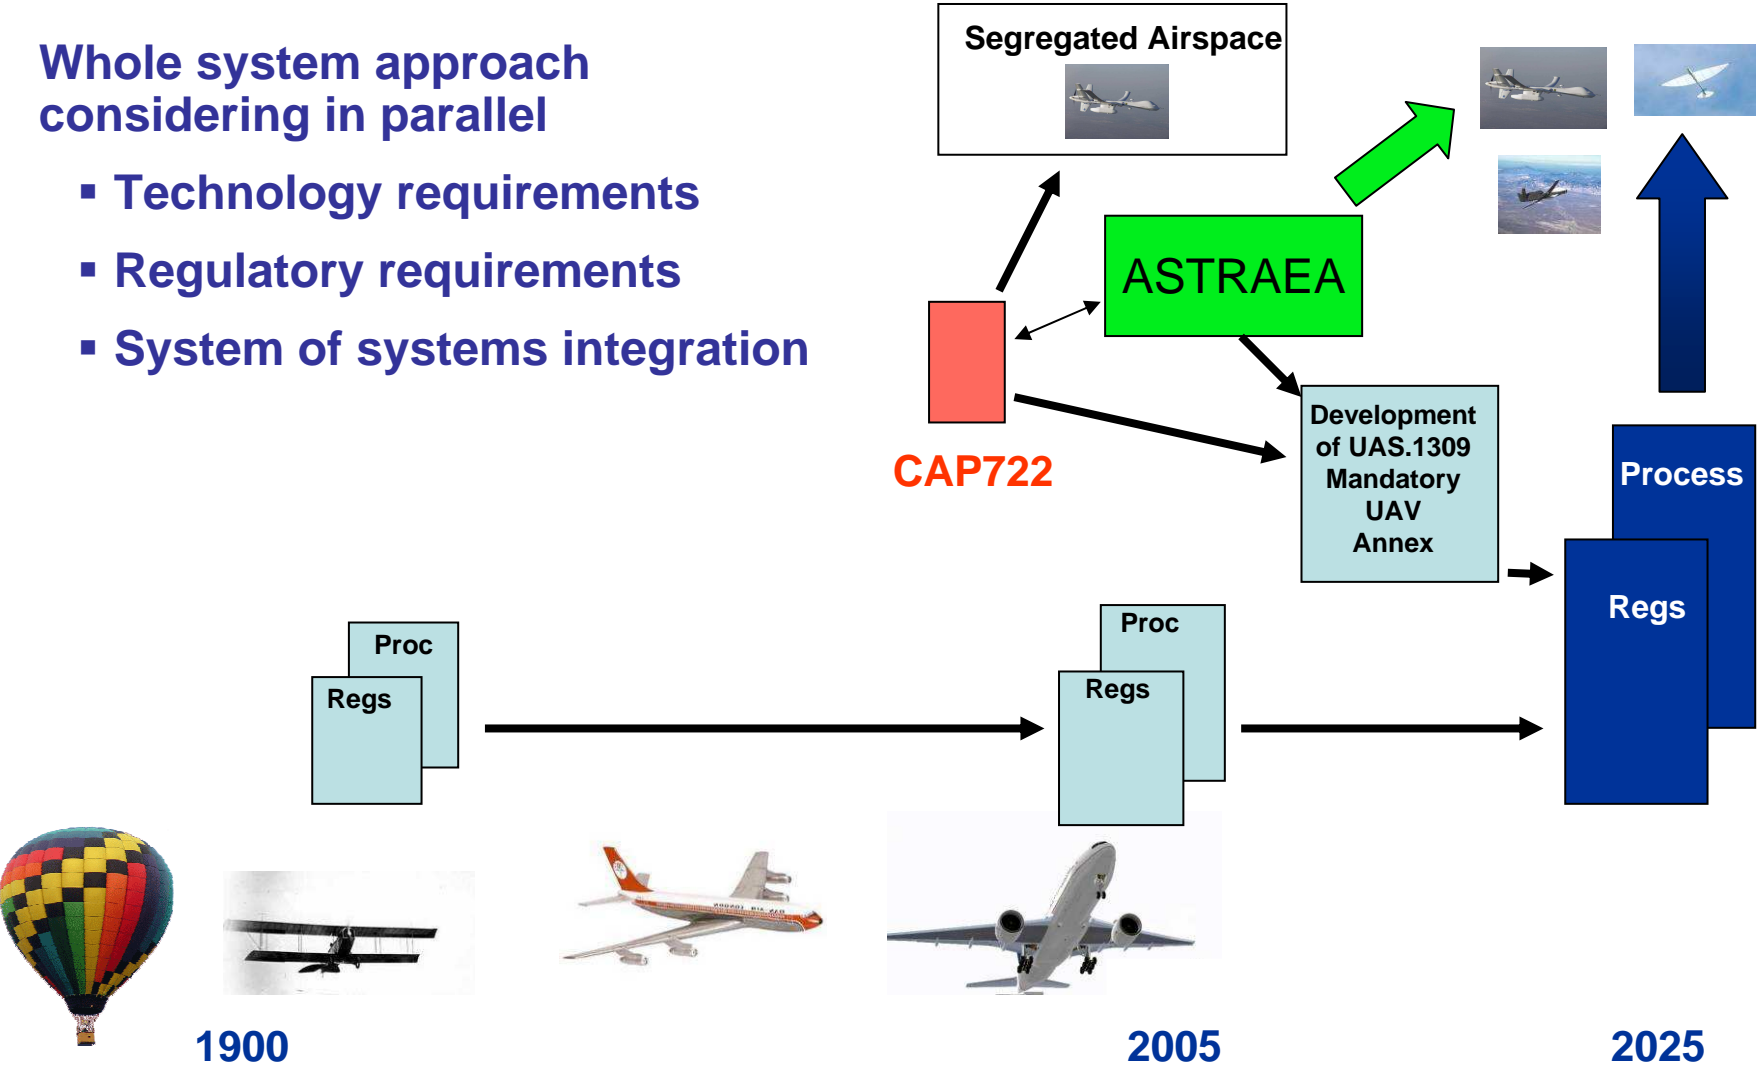 Whole system approach
considering in parallel
▪ Technology requirements
▪ Regulatory requirements
▪ System of systems integration
Segregated Airspace
ASTRAEA
CAP722
Development
of UAS.1309
Mandatory
UAV
Annex
Process
Regs
Proc
Regs
Proc
Regs
1900
2005
2025